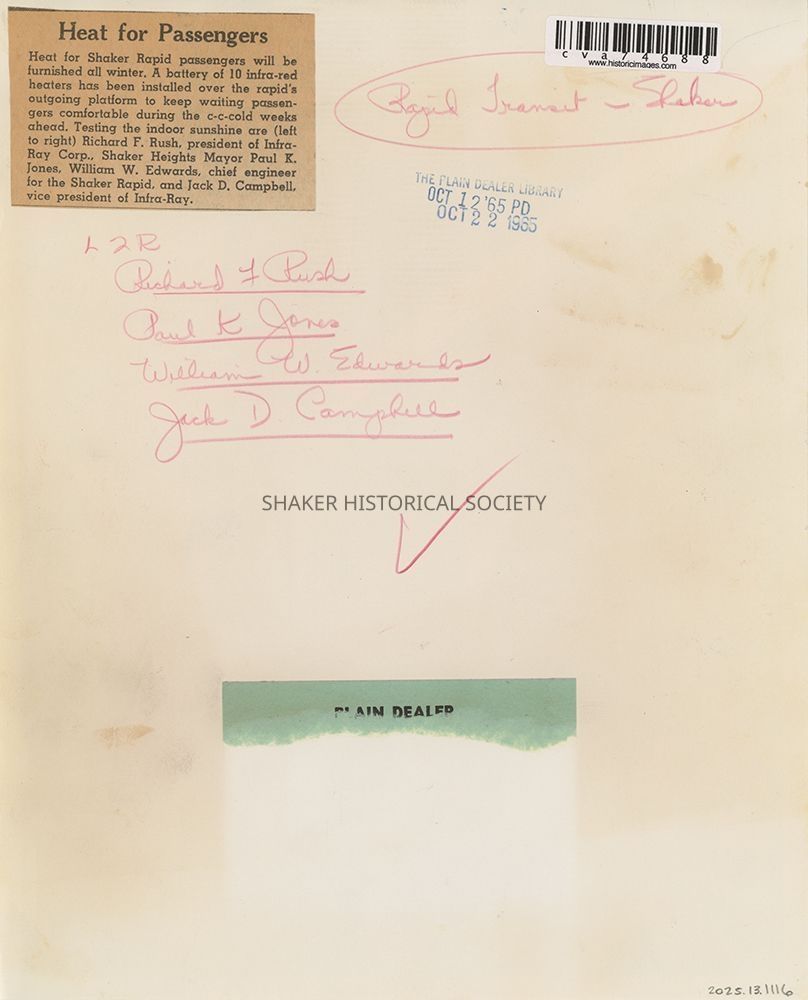 Heat for Passengers
Heat for Shaker Rapid passengers will be
furnished all winter. A battery of 10 infra-red
heaters has been installed over the rapid's
outgoing platform to keep waiting passen-
gers comfortable during the c-c-cold weeks
ahead. Testing the indoor sunshine are (left
to right) Richard F. Rush, president of Infra-
Ray Corp., Shaker Heights Mayor Paul K.
Jones, William W. Edwards, chief engineer
for the Shaker Rapid, and Jack D. Campbell,
vice president of Infra-Ray.
cva74688
www.historicimages.com
Rapid Transit - Shaker
THE PLAIN DEALER LIBRARY
OCT 12 '65 PD
OCT 22 1965
L 2 R
Richard F Rush
Paul K Jones
William W. Edwards
Jack D. Campbell
SHAKER HISTORICAL SOCIETY
PLAIN DEALER
2025.13.1116